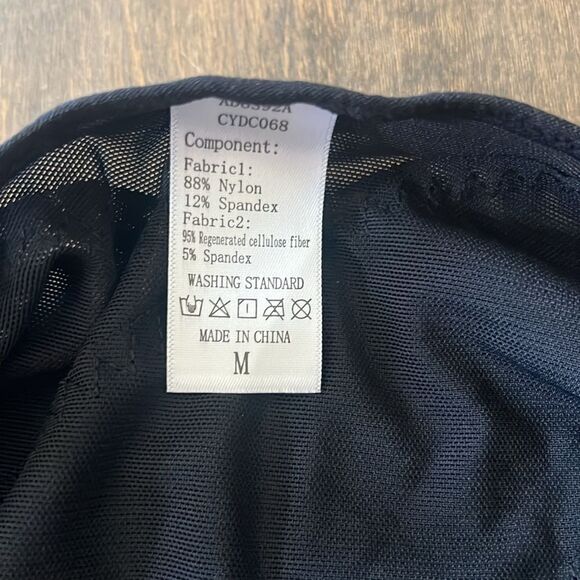 CYDC068
Component:
Fabric1:
88% Nylon
12% Spandex
Fabric2:
95% Regenerated cellulose fiber
5% Spandex
WASHING STANDARD
MADE IN CHINA
M